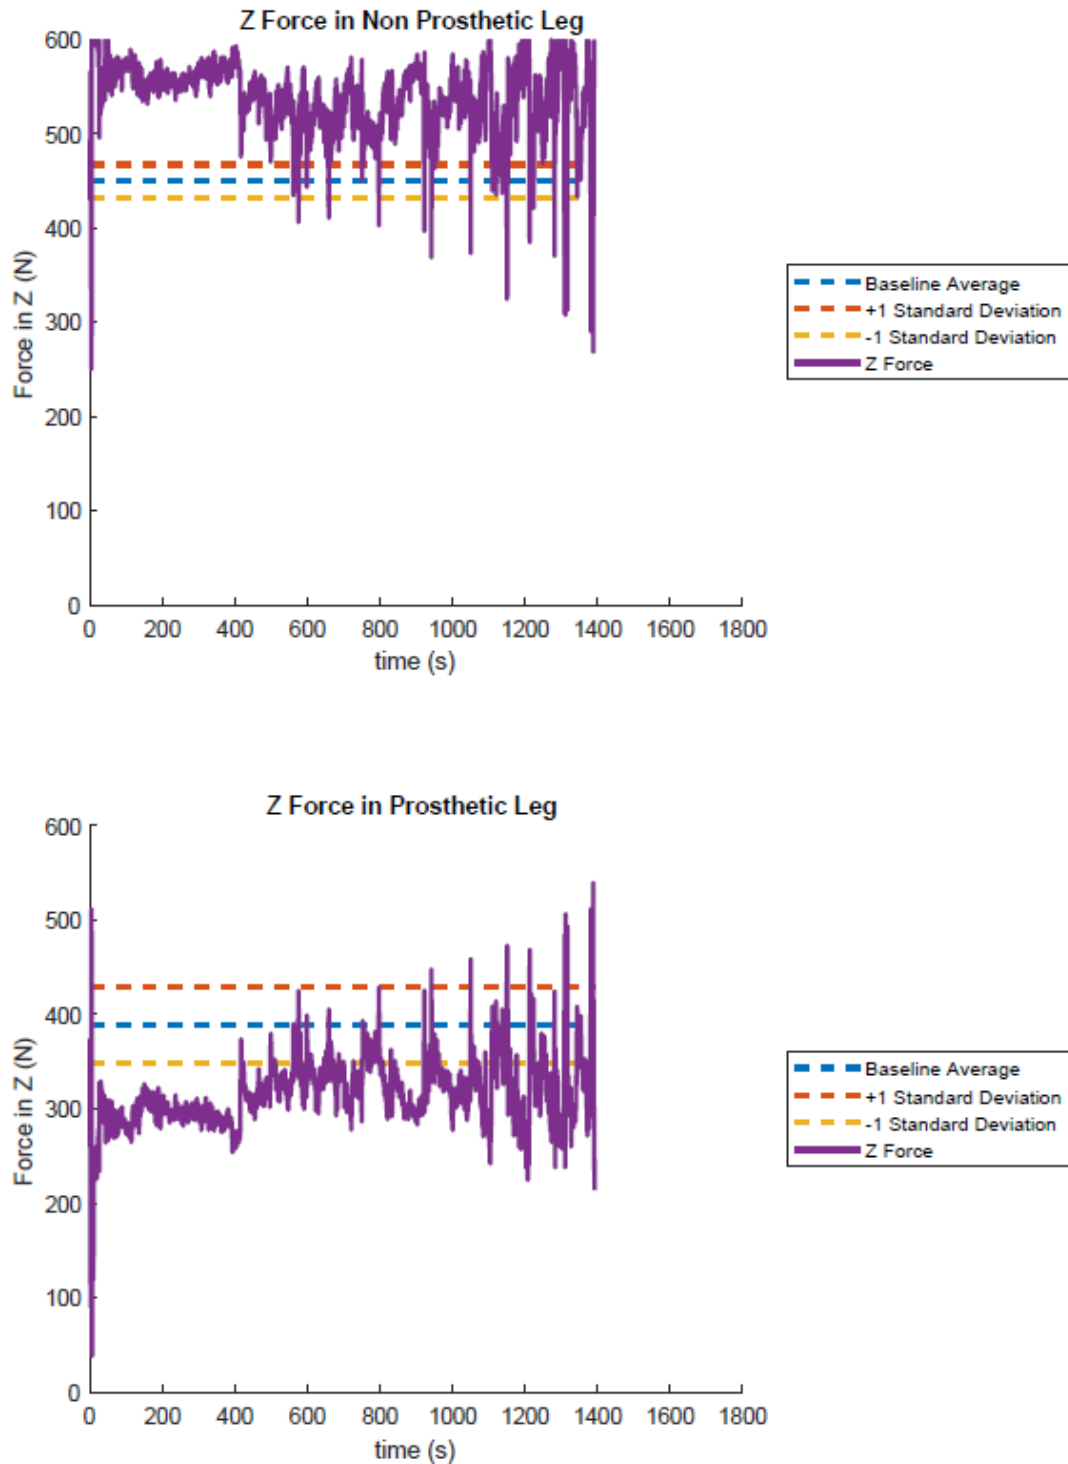 Z Force in Non Prosthetic Leg
600
500
400
300
200
100
0
Force in Z (N)
0 200 400 600 800 1000 1200 1400 1600 1800
time (s)
Baseline Average
+1 Standard Deviation
-1 Standard Deviation
Z Force
Z Force in Prosthetic Leg
600
500
400
300
200
100
0
Force in Z (N)
0 200 400 600 800 1000 1200 1400 1600 1800
time (s)
Baseline Average
+1 Standard Deviation
-1 Standard Deviation
Z Force